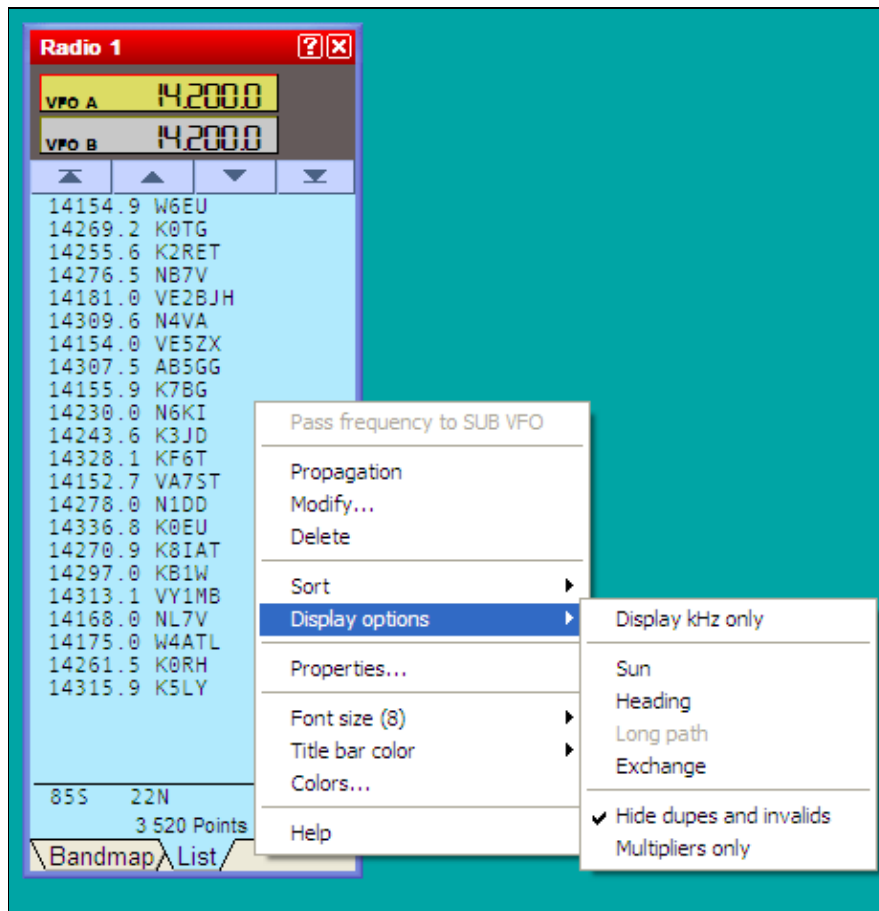 Radio 1
VFO A 14.200.0
VFO B 14.200.0
14154.9 W6EU
14269.2 K0TG
14255.6 K2RET
14276.5 NB7V
14181.0 VE2BJH
14309.6 N4VA
14154.0 VE5ZX
14307.5 AB5GG
14155.9 K7BG
14230.0 N6KI
14243.6 K3JD
14328.1 KF6T
14152.7 VA7ST
14278.0 N1DD
14336.8 K0EU
14270.9 K8IAT
14297.0 KB1W
14313.1 VY1MB
14168.0 NL7V
14175.0 W4ATL
14261.5 K0RH
14315.9 K5LY
85S 22N
3 520 Points
Bandmap List
Pass frequency to SUB VFO
Propagation
Modify...
Delete
Sort
Display options
Properties...
Font size (8)
Title bar color
Colors...
Help
Display kHz only
Sun
Heading
Long path
Exchange
Hide dupes and invalids
Multipliers only